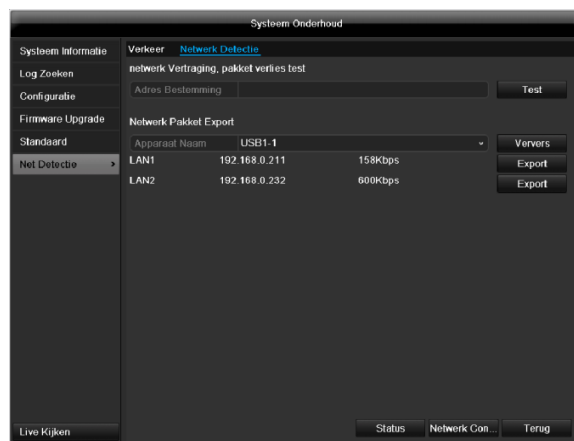 Systeem Onderhoud
Systeem Informatie
Log Zoeken
Configuratie
Firmware Upgrade
Standaard
Net Detectie >
Live Kijken
Verkeer Netwerk Detectie
netwerk Vertraging, pakket verlies test
Adres Bestemming Test
Netwerk Pakket Export
Apparaat Naam USB1-1 Ververs
LAN1 192.168.0.211 158Kbps Export
LAN2 192.168.0.232 600Kbps Export
Status Netwerk Con... Terug